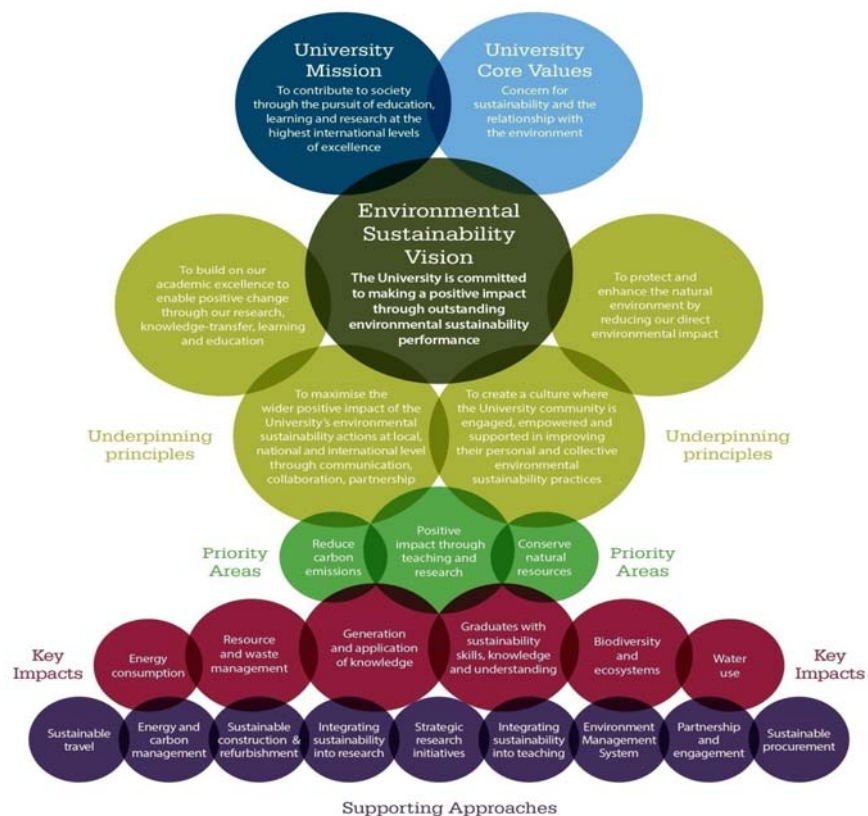 University
Mission
To contribute to society
through the pursuit of education,
learning and research at the
highest international levels
of excellence
University
Core Values
Concern for
sustainability and the
relationship with
the environment
Environmental
Sustainability
Vision
The University is committed
to making a positive impact
through outstanding
environmental sustainability
performance
To build on our
academic excellence to
enable positive change
through our research,
knowledge-transfer, learning
and education
To protect and
enhance the natural
environment by
reducing our direct
environmental impact
Underpinning
principles
To maximise the
wider positive impact of the
University's environmental
sustainability actions at local,
national and international level
through communication,
collaboration, partnership
To create a culture where
the University community is
engaged, empowered and
supported in improving
their personal and collective
environmental
sustainability practices
Underpinning
principles
Priority
Areas
Reduce
carbon
emissions
Positive
impact through
teaching and
research
Conserve
natural
resources
Priority
Areas
Key
Impacts
Energy
consumption
Resource
and waste
management
Generation
and application
of knowledge
Graduates with
sustainability
skills, knowledge
and understanding
Biodiversity
and
ecosystems
Water
use
Key
Impacts
Sustainable
travel
Energy and
carbon
management
Sustainable
construction &
refurbishment
Integrating
sustainability
into research
Strategic
research
initiatives
Integrating
sustainability
into teaching
Environment
Management
System
Partnership
and
engagement
Sustainable
procurement
Supporting Approaches